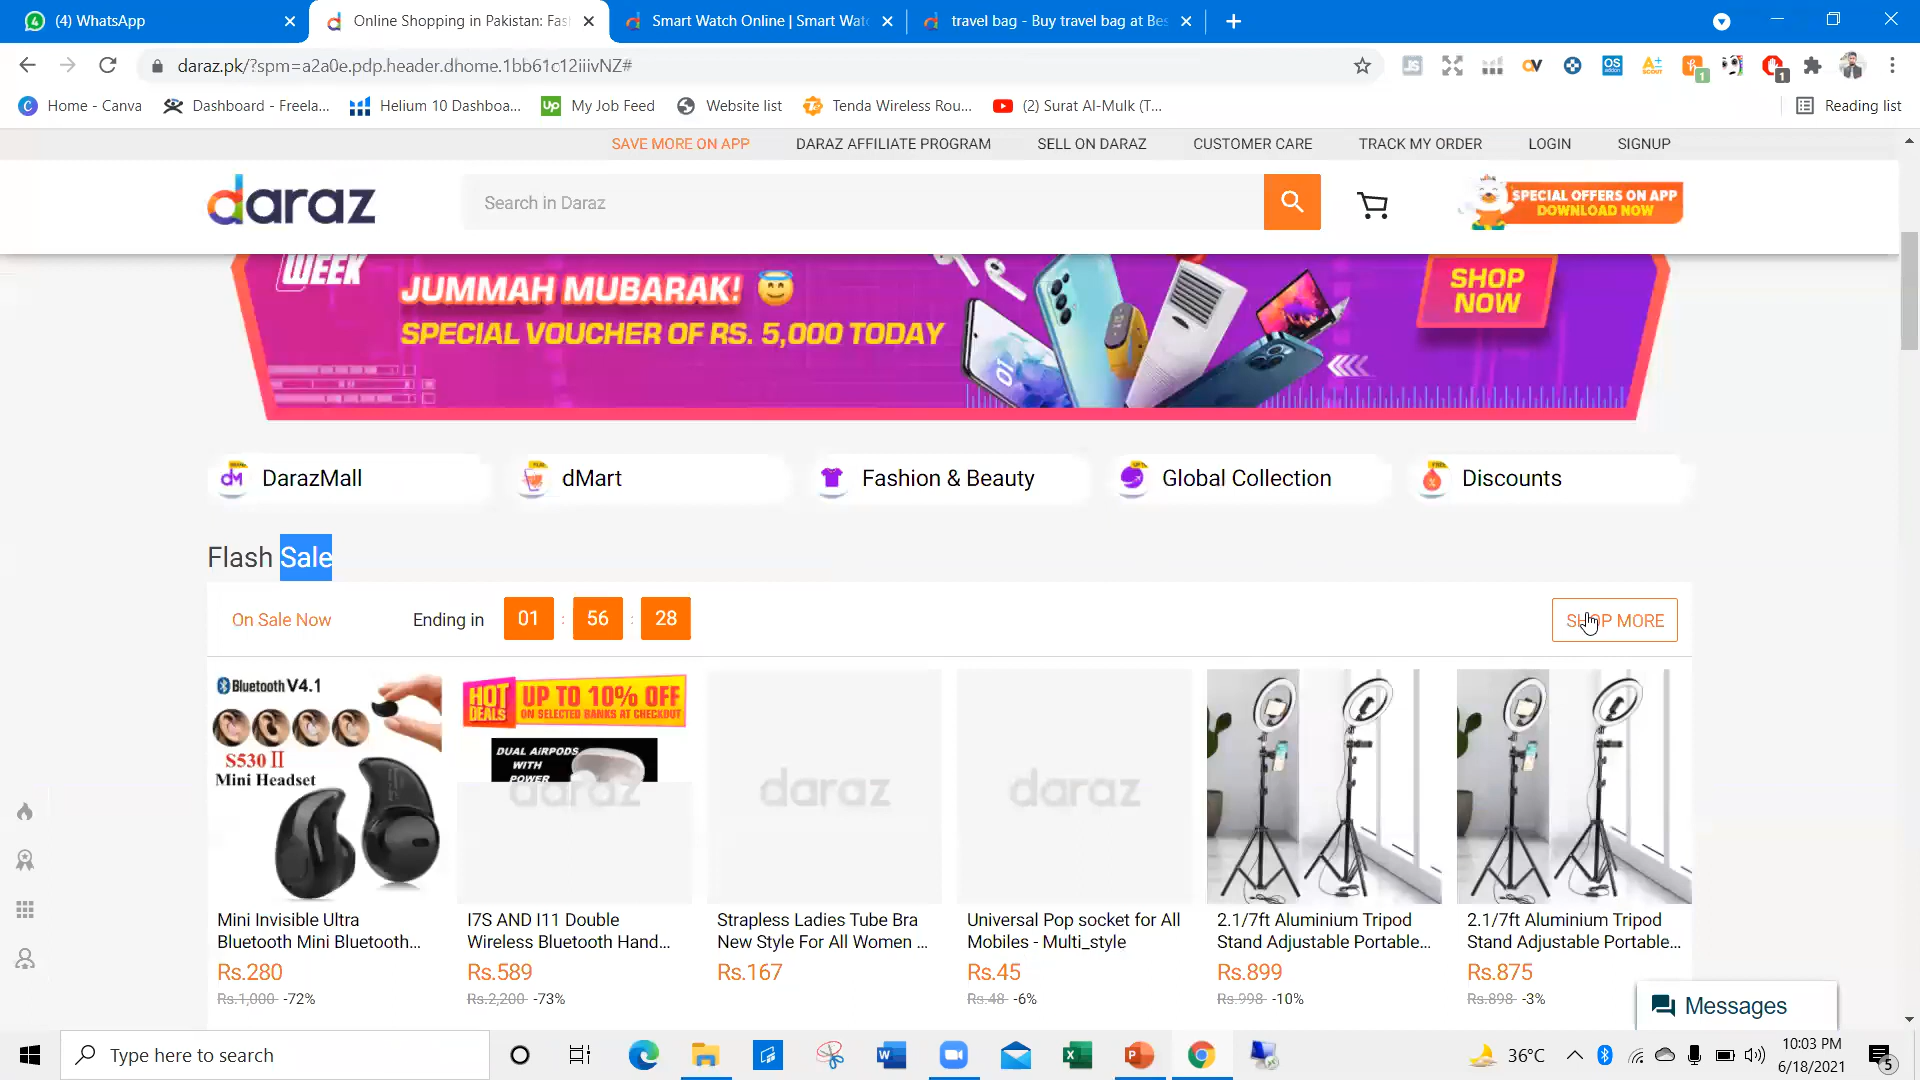 (4) WhatsApp
Online Shopping in Pakistan: Fas
Smart Watch Online | Smart Wat
travel bag - Buy travel bag at Bes
daraz.pk/?spm=a2a0e.pdp.header.dhome.1bb61c12iiivNZ#
Home - Canva
Dashboard - Freela...
Helium 10 Dashboa...
Up
My Job Feed
Website list
Tenda Wireless Rou...
(2) Surat Al-Mulk (T...
Reading list
SAVE MORE ON APP
DARAZ AFFILIATE PROGRAM
SELL ON DARAZ
CUSTOMER CARE
TRACK MY ORDER
LOGIN
SIGNUP
daraz
Search in Daraz
SPECIAL OFFERS ON APP
DOWNLOAD NOW
WEEK
JUMMAH MUBARAK!
SPECIAL VOUCHER OF RS. 5,000 TODAY
SHOP
NOW
DarazMall
dMart
Fashion & Beauty
Global Collection
Discounts
Flash Sale
On Sale Now
Ending in
01 : 56 : 28
SHOP MORE
Bluetooth V4.1
S530 II
Mini Headset
HOT
DEALS
UP TO 10% OFF
ON SELECTED BANKS AT CHECKOUT
DUAL AIRPODS
WITH
POWER
daraz
daraz
daraz
Mini Invisible Ultra
Bluetooth Mini Bluetooth...
Rs.280
Rs.1,000 -72%
I7S AND I11 Double
Wireless Bluetooth Hand...
Rs.589
Rs.2,200 -73%
Strapless Ladies Tube Bra
New Style For All Women ...
Rs.167
Universal Pop socket for All
Mobiles - Multi_style
Rs.45
Rs.48 -6%
2.1/7ft Aluminium Tripod
Stand Adjustable Portable...
Rs.899
Rs.998 -10%
2.1/7ft Aluminium Tripod
Stand Adjustable Portable...
Rs.875
Rs.898 -3%
Messages
Type here to search
36°C
10:03 PM
6/18/2021
5